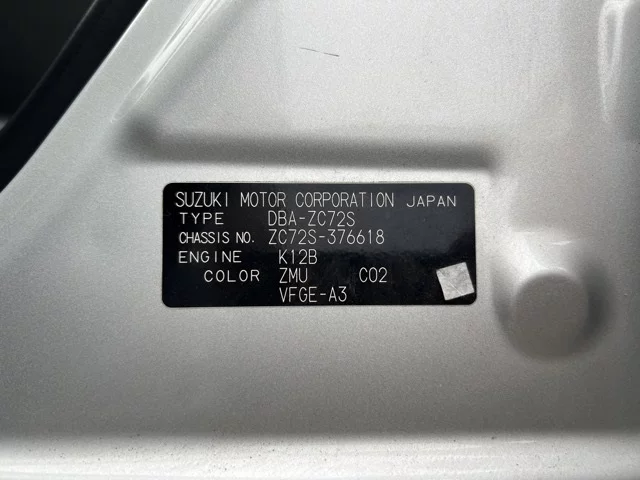 SUZUKI MOTOR CORPORATION JAPAN
TYPE DBA-ZC72S
CHASSIS NO. ZC72S-376618
ENGINE K12B
COLOR ZMU C02
VFGE-A3